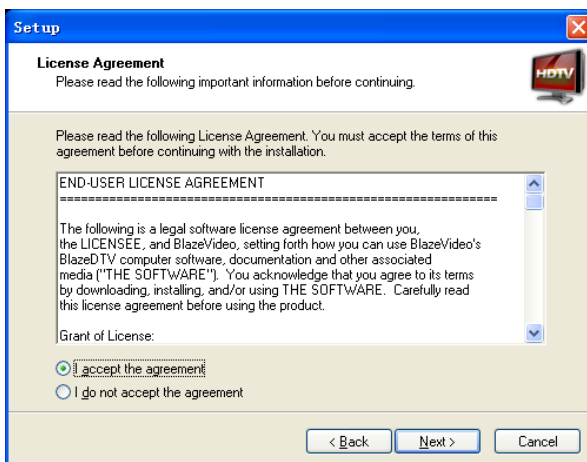 Setup
License Agreement
Please read the following important information before continuing.
HDTV
Please read the following License Agreement. You must accept the terms of this
agreement before continuing with the installation.
END-USER LICENSE AGREEMENT
================================================================
The following is a legal software license agreement between you,
the LICENSEE, and BlazeVideo, setting forth how you can use BlazeVideo's
BlazeDTV computer software, documentation and other associated
media ("THE SOFTWARE"). You acknowledge that you agree to its terms
by downloading, installing, and/or using THE SOFTWARE. Carefully read
this license agreement before using the product.
Grant of License:
I accept the agreement
I do not accept the agreement
< Back Next > Cancel